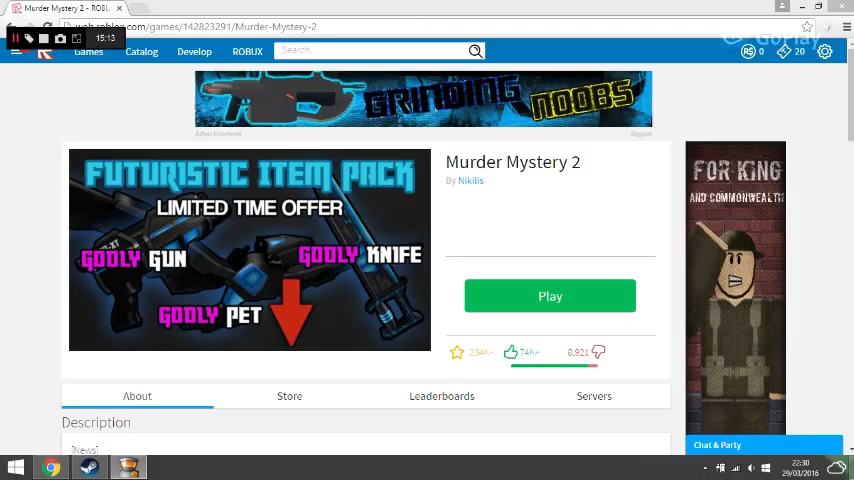 Murder Mystery 2 - ROBL
web.roblox.com/games/142823291/Murder-Mystery-2
15:13
Games
Catalog
Develop
ROBUX
Search
GoPlay
0
20
GRINDING NOOBS
Advertisement
Report
FUTURISTIC ITEM PACK
LIMITED TIME OFFER
GODLY GUN
GODLY KNIFE
GODLY PET
Murder Mystery 2
By Nikilis
Play
234K+
74K+
8,921
FOR KING
AND COMMONWEALTH
About
Store
Leaderboards
Servers
Description
[News]
Chat & Party
22:30
29/03/2016